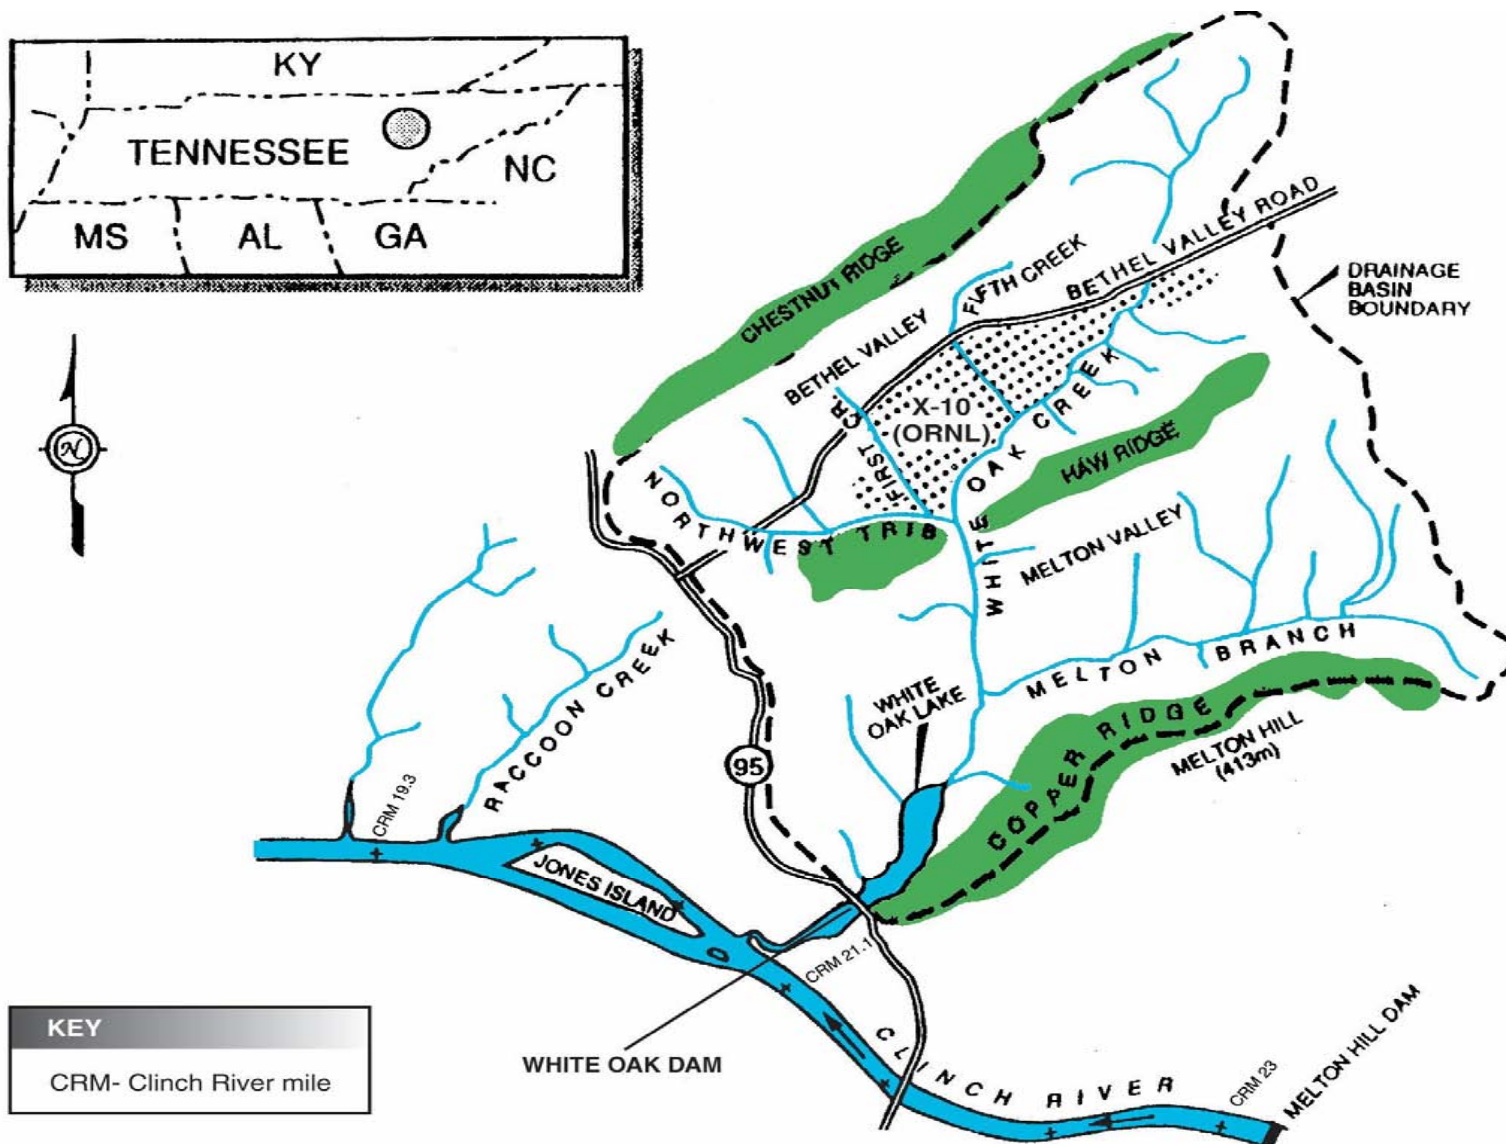 KY
TENNESSEE
NC
MS
AL
GA
N
CHESTNUT RIDGE
BETHEL VALLEY ROAD
FIFTH CREEK
BETHEL VALLEY
DRAINAGE
BASIN
BOUNDARY
X-10
(ORNL)
FIRST CR.
WHITE OAK CREEK
HAW RIDGE
NORTHWEST TRIB
MELTON VALLEY
MELTON BRANCH
RACCOON CREEK
WHITE
OAK LAKE
COPPER RIDGE
MELTON HILL
(413m)
95
CRM 19.3
JONES ISLAND
CRM 21.1
WHITE OAK DAM
CLINCH RIVER
CRM 23
MELTON HILL DAM
KEY
CRM- Clinch River mile